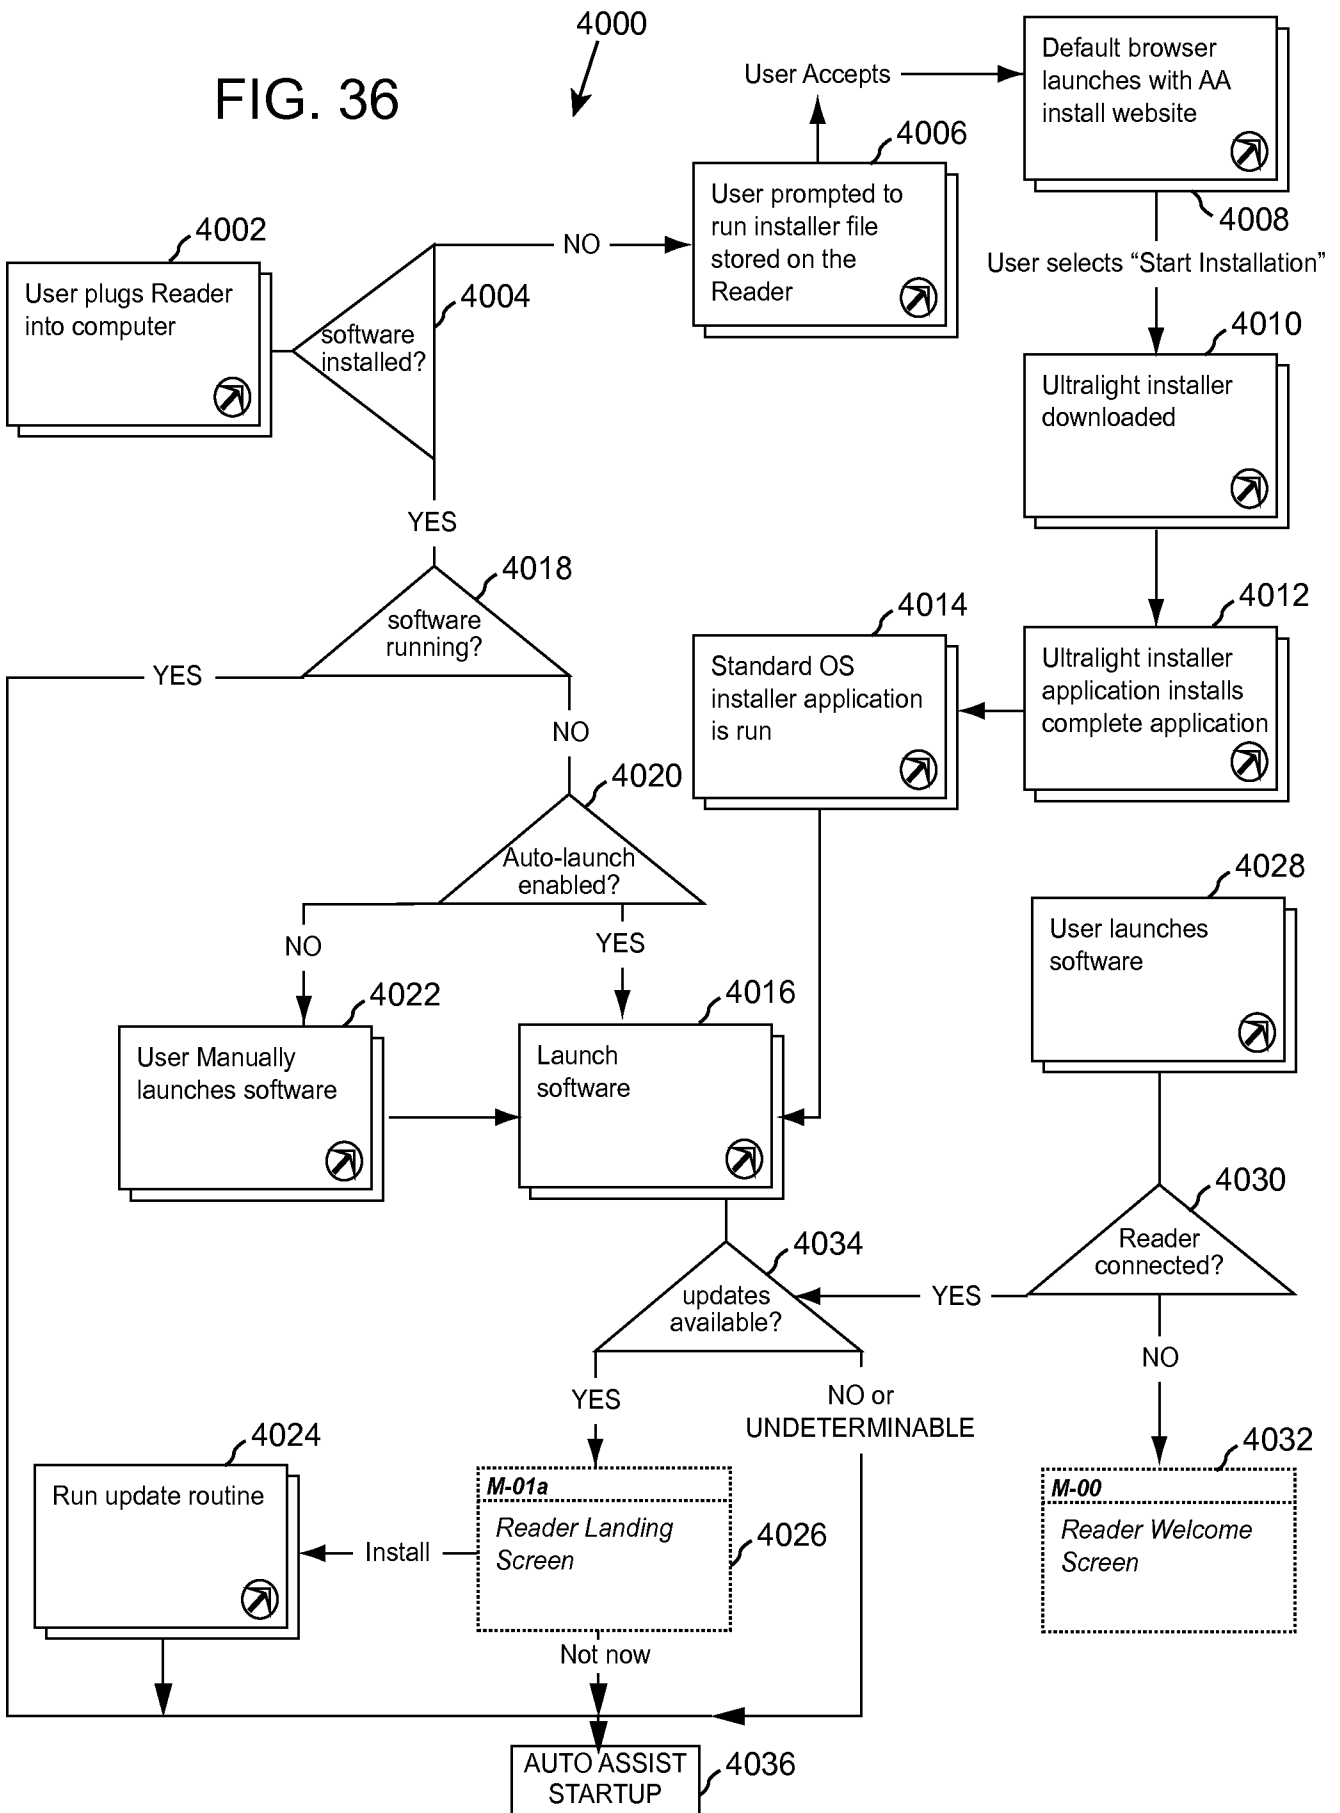 4000
FIG. 36
User Accepts
Default browser
launches with AA
install website
4008
4006
User prompted to
run installer file
stored on the
Reader
4002
User plugs Reader
into computer
4004
software
installed?
NO
User selects “Start Installation”
4010
Ultralight installer
downloaded
YES
4018
software
running?
YES
NO
4014
Standard OS
installer application
is run
4012
Ultralight installer
application installs
complete application
4020
Auto-launch
enabled?
NO
YES
4028
User launches
software
4022
User Manually
launches software
4016
Launch
software
4030
Reader
connected?
4034
updates
available?
YES
NO
YES
NO or
UNDETERMINABLE
4024
Run update routine
Install
M-01a
Reader Landing
Screen
4026
4032
M-00
Reader Welcome
Screen
Not now
AUTO ASSIST
STARTUP
4036